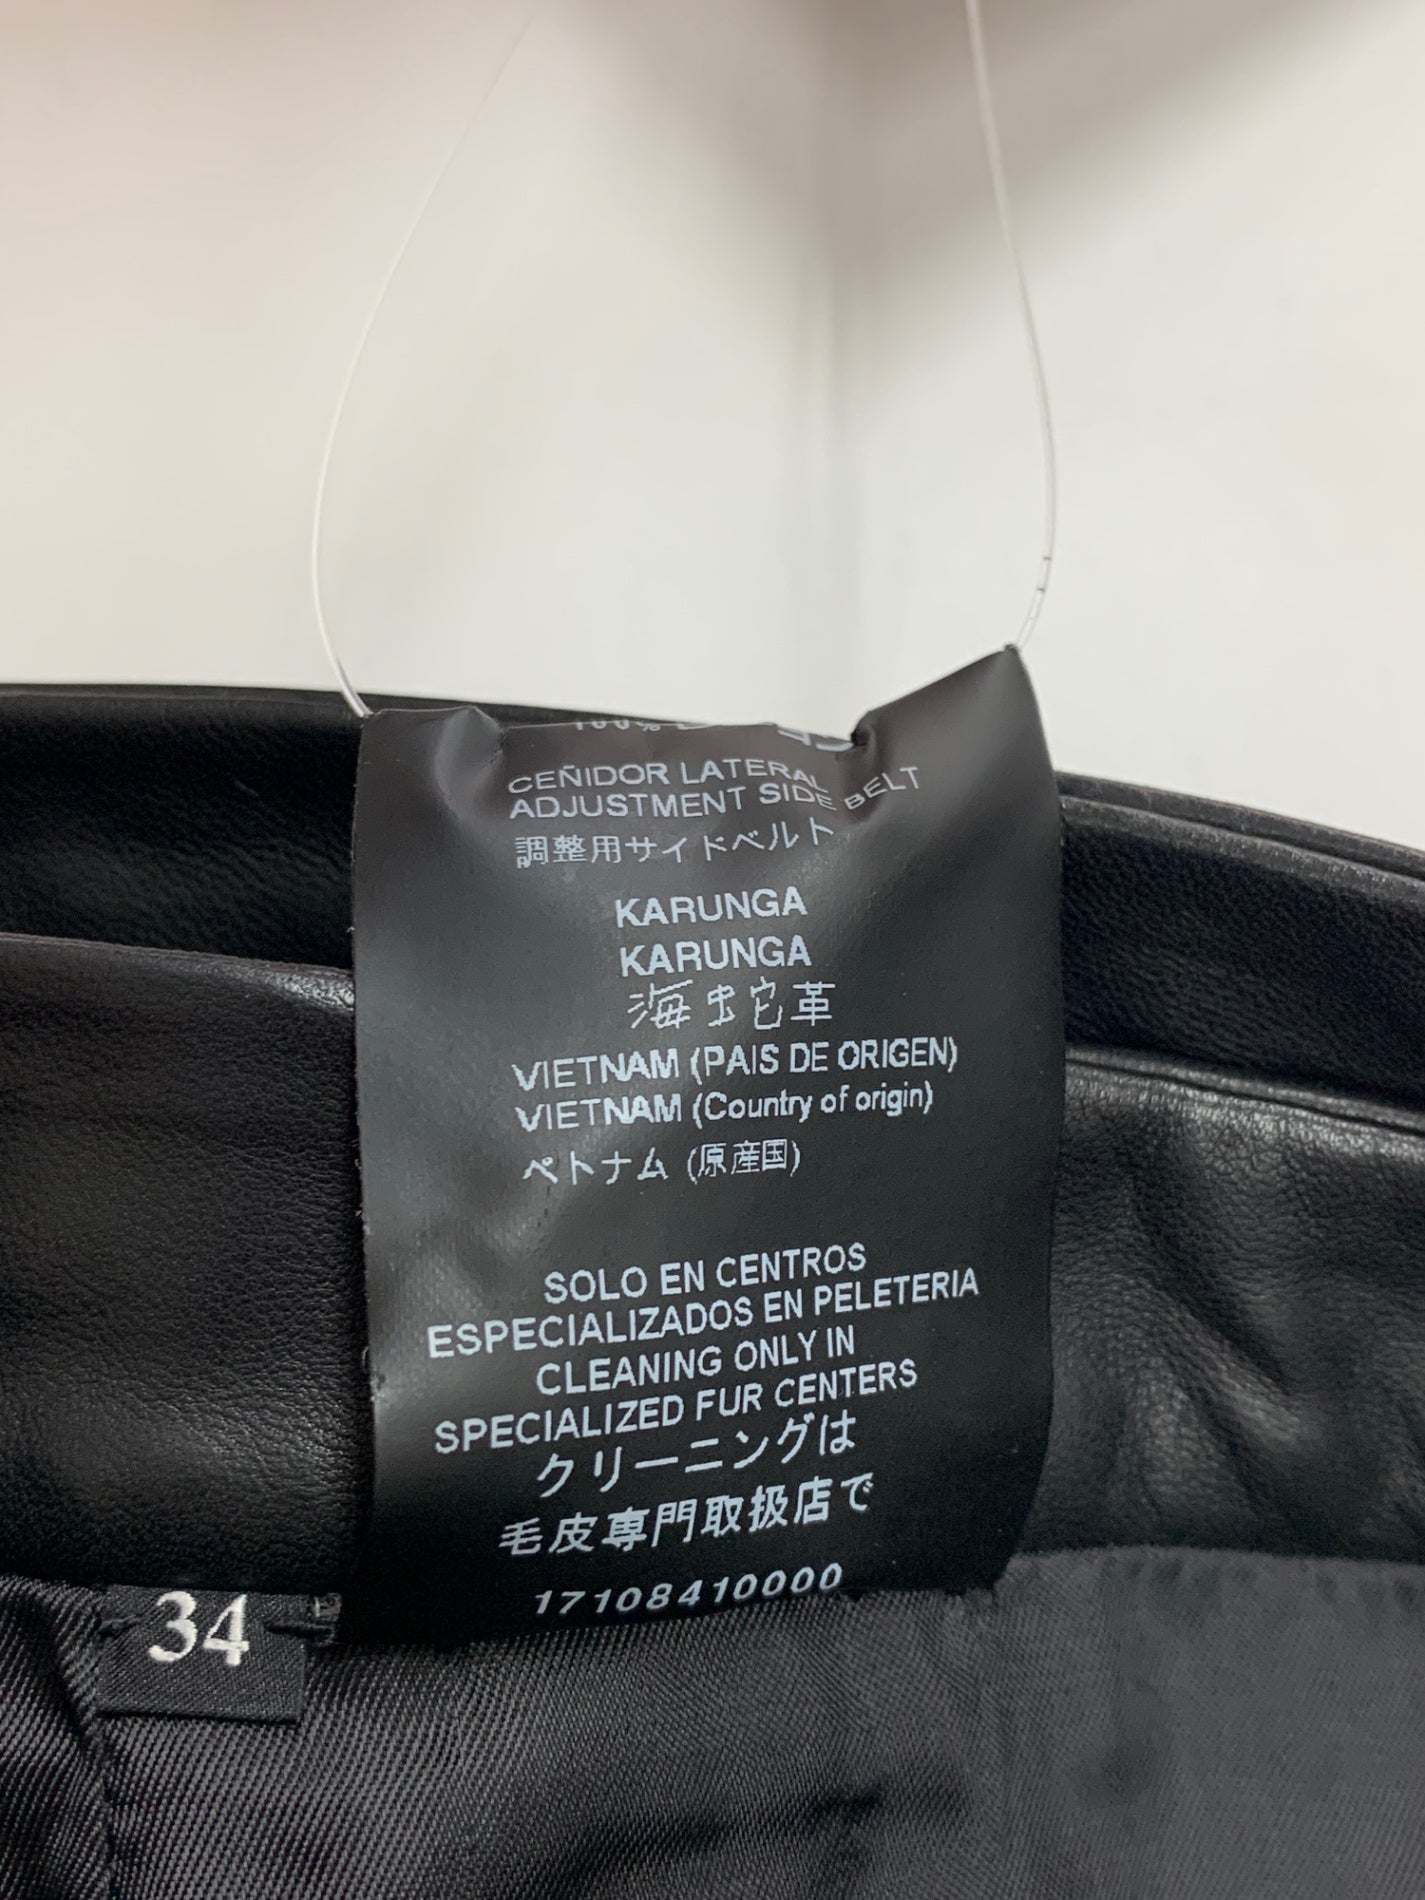 100%
CEÑIDOR LATERAL
ADJUSTMENT SIDE BELT
調整用サイドベルト
KARUNGA
KARUNGA
海蛇革
VIETNAM (PAIS DE ORIGEN)
VIETNAM (Country of origin)
ベトナム (原産国)
SOLO EN CENTROS
ESPECIALIZADOS EN PELETERIA
CLEANING ONLY IN
SPECIALIZED FUR CENTERS
クリーニングは
毛皮専門取扱店で
17108410000
34